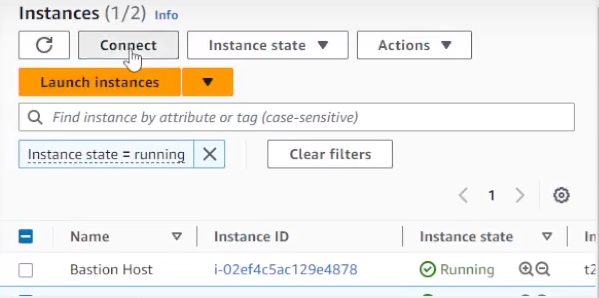 Instances (1/2) Info
Connect Instance state Actions
Launch instances
Find instance by attribute or tag (case-sensitive)
Instance state = running Clear filters
1
Name Instance ID Instance state
Bastion Host i-02ef4c5ac129e4878 Running t2